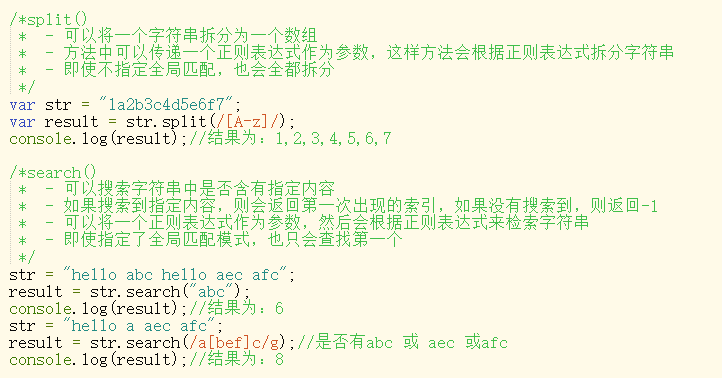 /*split()
 *  - 可以将一个字符串拆分为一个数组
 *  - 方法中可以传递一个正则表达式作为参数，这样方法会根据正则表达式拆分字符串
 *  - 即使不指定全局匹配，也会全都拆分
 */
var str = "1a2b3c4d5e6f7";
var result = str.split(/[A-z]/);
console.log(result);//结果为：1,2,3,4,5,6,7
/*search()
 *  - 可以搜索字符串中是否含有指定内容
 *  - 如果搜索到指定内容，则会返回第一次出现的索引，如果没有搜索到，则返回-1
 *  - 可以将一个正则表达式作为参数，然后会根据正则表达式来检索字符串
 *  - 即使指定了全局匹配模式，也只会查找第一个
 */
str = "hello abc hello aec afc";
result = str.search("abc");
console.log(result);//结果为：6
str = "hello a aec afc";
result = str.search(/a[bef]c/g);//是否有abc 或 aec 或afc
console.log(result);//结果为：8